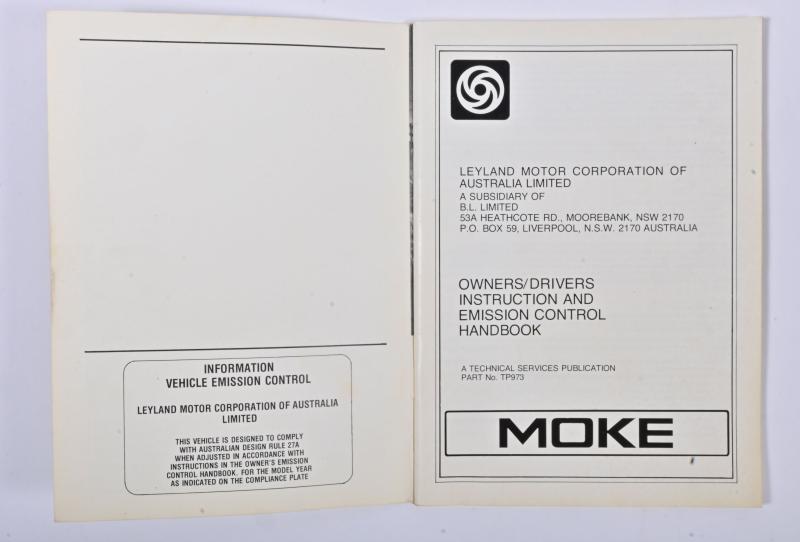 INFORMATION
VEHICLE EMISSION CONTROL
LEYLAND MOTOR CORPORATION OF AUSTRALIA
LIMITED
THIS VEHICLE IS DESIGNED TO COMPLY
WITH AUSTRALIAN DESIGN RULE 27A
WHEN ADJUSTED IN ACCORDANCE WITH
INSTRUCTIONS IN THE OWNER'S EMISSION
CONTROL HANDBOOK. FOR THE MODEL YEAR
AS INDICATED ON THE COMPLIANCE PLATE
LEYLAND MOTOR CORPORATION OF
AUSTRALIA LIMITED
A SUBSIDIARY OF
B.L. LIMITED
53A HEATHCOTE RD., MOOREBANK, NSW 2170
P.O. BOX 59, LIVERPOOL, N.S.W. 2170 AUSTRALIA
OWNERS/DRIVERS
INSTRUCTION AND
EMISSION CONTROL
HANDBOOK
A TECHNICAL SERVICES PUBLICATION
PART No. TP973
MOKE